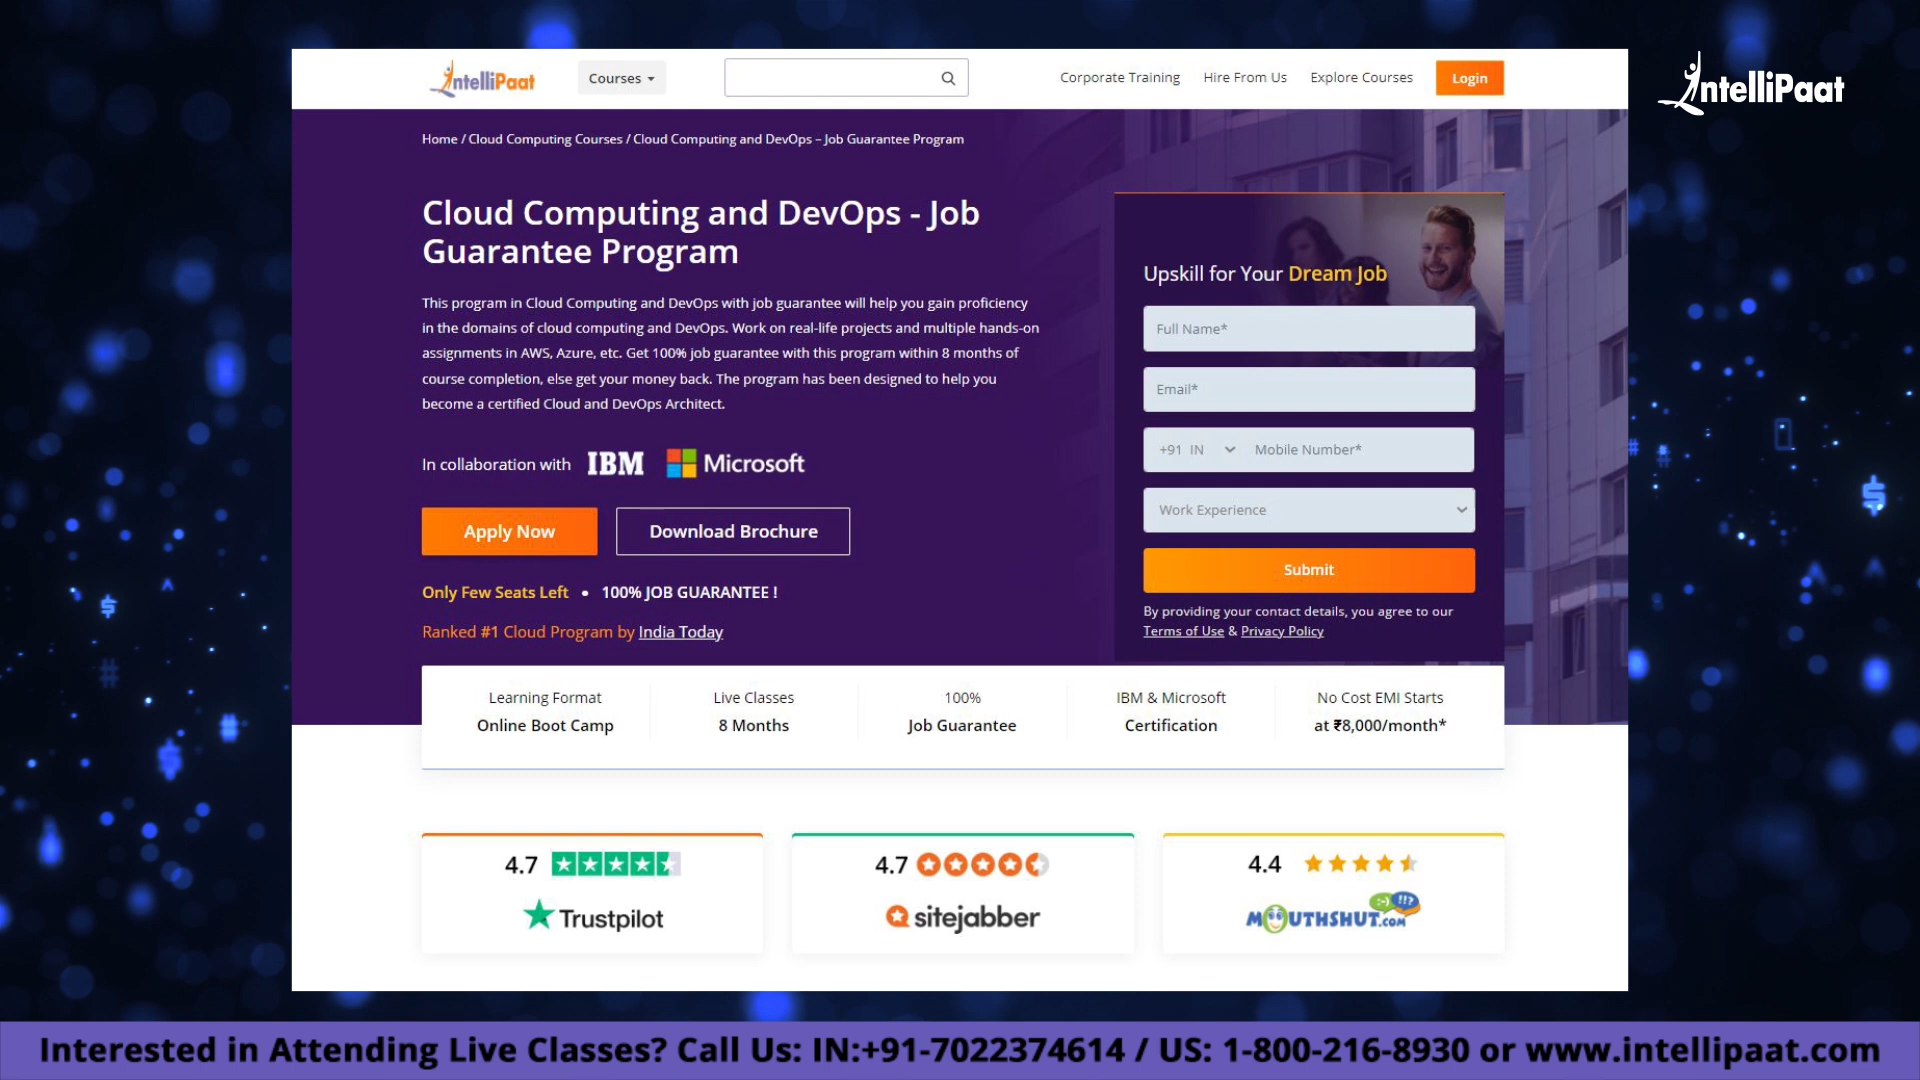 IntelliPaat
Courses
Corporate Training
Hire From Us
Explore Courses
Login
IntelliPaat
Home / Cloud Computing Courses / Cloud Computing and DevOps – Job Guarantee Program
Cloud Computing and DevOps - Job
Guarantee Program
This program in Cloud Computing and DevOps with job guarantee will help you gain proficiency
in the domains of cloud computing and DevOps. Work on real-life projects and multiple hands-on
assignments in AWS, Azure, etc. Get 100% job guarantee with this program within 8 months of
course completion, else get your money back. The program has been designed to help you
become a certified Cloud and DevOps Architect.
In collaboration with IBM Microsoft
Apply Now
Download Brochure
Only Few Seats Left • 100% JOB GUARANTEE !
Ranked #1 Cloud Program by India Today
Upskill for Your Dream Job
Full Name*
Email*
+91 IN
Mobile Number*
Work Experience
Submit
By providing your contact details, you agree to our
Terms of Use & Privacy Policy
Learning Format
Online Boot Camp
Live Classes
8 Months
100%
Job Guarantee
IBM & Microsoft
Certification
No Cost EMI Starts
at ₹8,000/month*
4.7
Trustpilot
4.7
sitejabber
4.4
MOUTHSHUT.COM
:-) !!?
Interested in Attending Live Classes? Call Us: IN:+91-7022374614 / US: 1-800-216-8930 or www.intellipaat.com